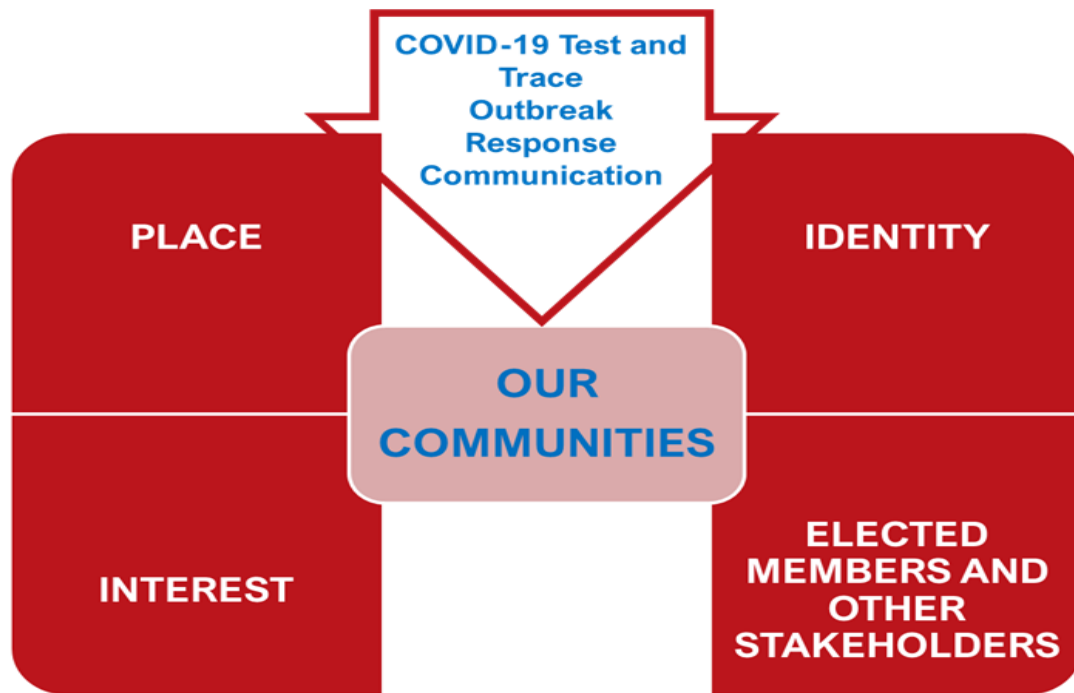 COVID-19 Test and
Trace
Outbreak
Response
Communication
PLACE
IDENTITY
OUR
COMMUNITIES
INTEREST
ELECTED
MEMBERS AND
OTHER
STAKEHOLDERS